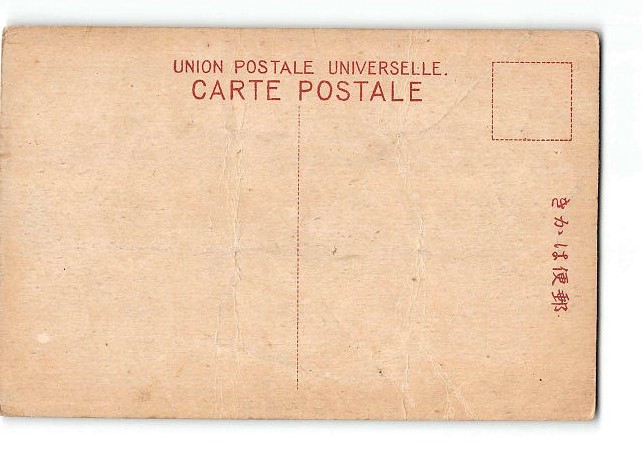 UNION POSTALE UNIVERSELLE.
CARTE POSTALE
郵便はかき